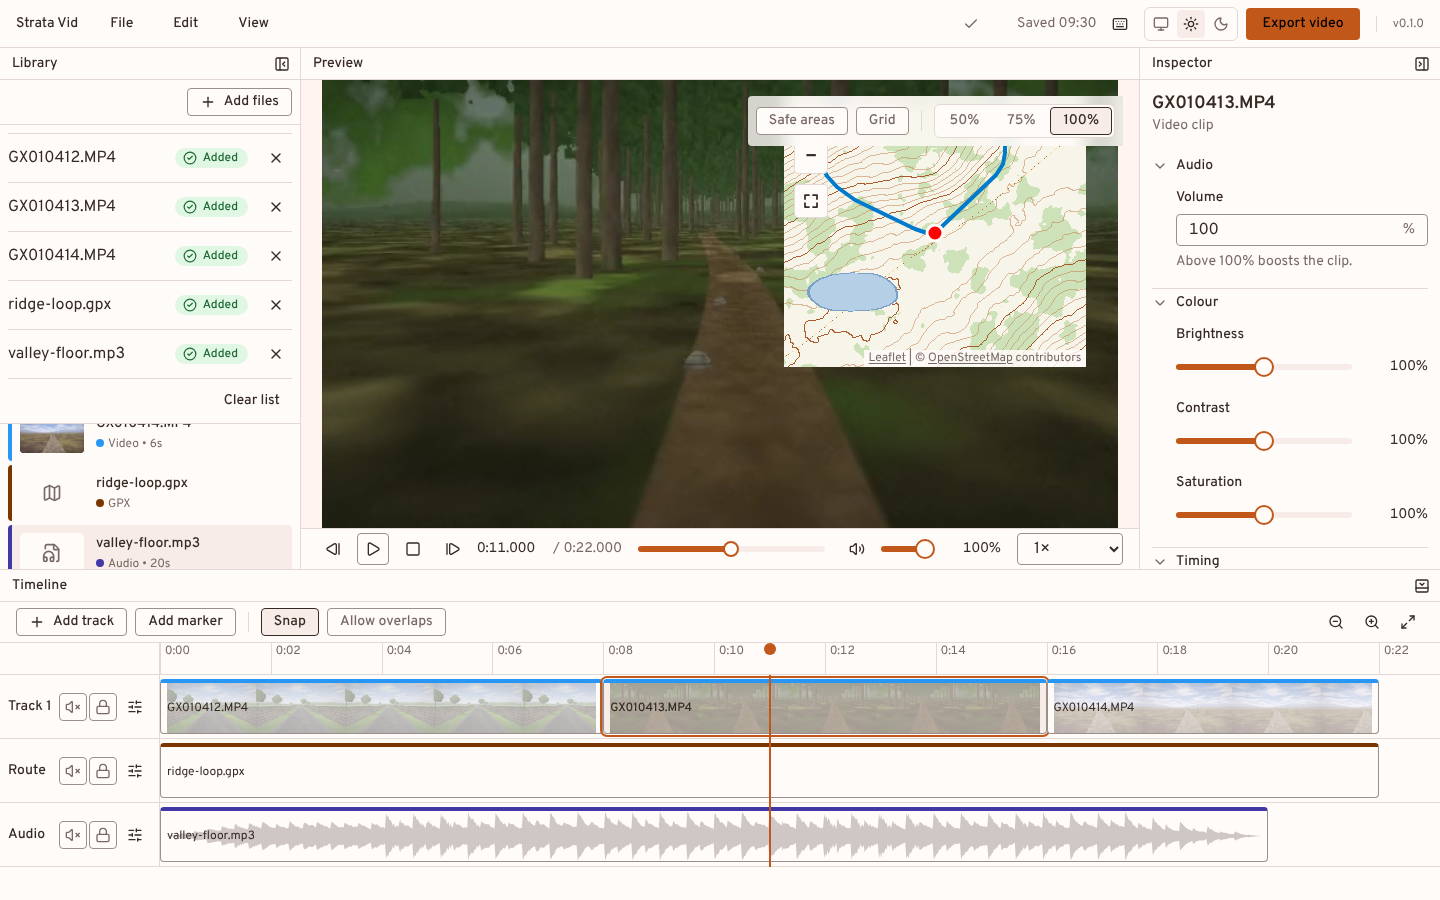 Strata Vid File Edit View Saved 09:30 Export video v0.1.0
Library
Add files
GX010412.MP4 Added
GX010413.MP4 Added
GX010414.MP4 Added
ridge-loop.gpx Added
valley-floor.mp3 Added
Clear list
GX010414.MP4
Video • 6s
ridge-loop.gpx
GPX
valley-floor.mp3
Audio • 20s
Preview
Safe areas Grid 50% 75% 100%
Leaflet | © OpenStreetMap contributors
0:11.000 / 0:22.000 100% 1×
Inspector
GX010413.MP4
Video clip
Audio
Volume
100 %
Above 100% boosts the clip.
Colour
Brightness
100%
Contrast
100%
Saturation
100%
Timing
Timeline
Add track Add marker Snap Allow overlaps
0:00 0:02 0:04 0:06 0:08 0:10 0:12 0:14 0:16 0:18 0:20 0:22
Track 1 GX010412.MP4 GX010413.MP4 GX010414.MP4
Route ridge-loop.gpx
Audio valley-floor.mp3